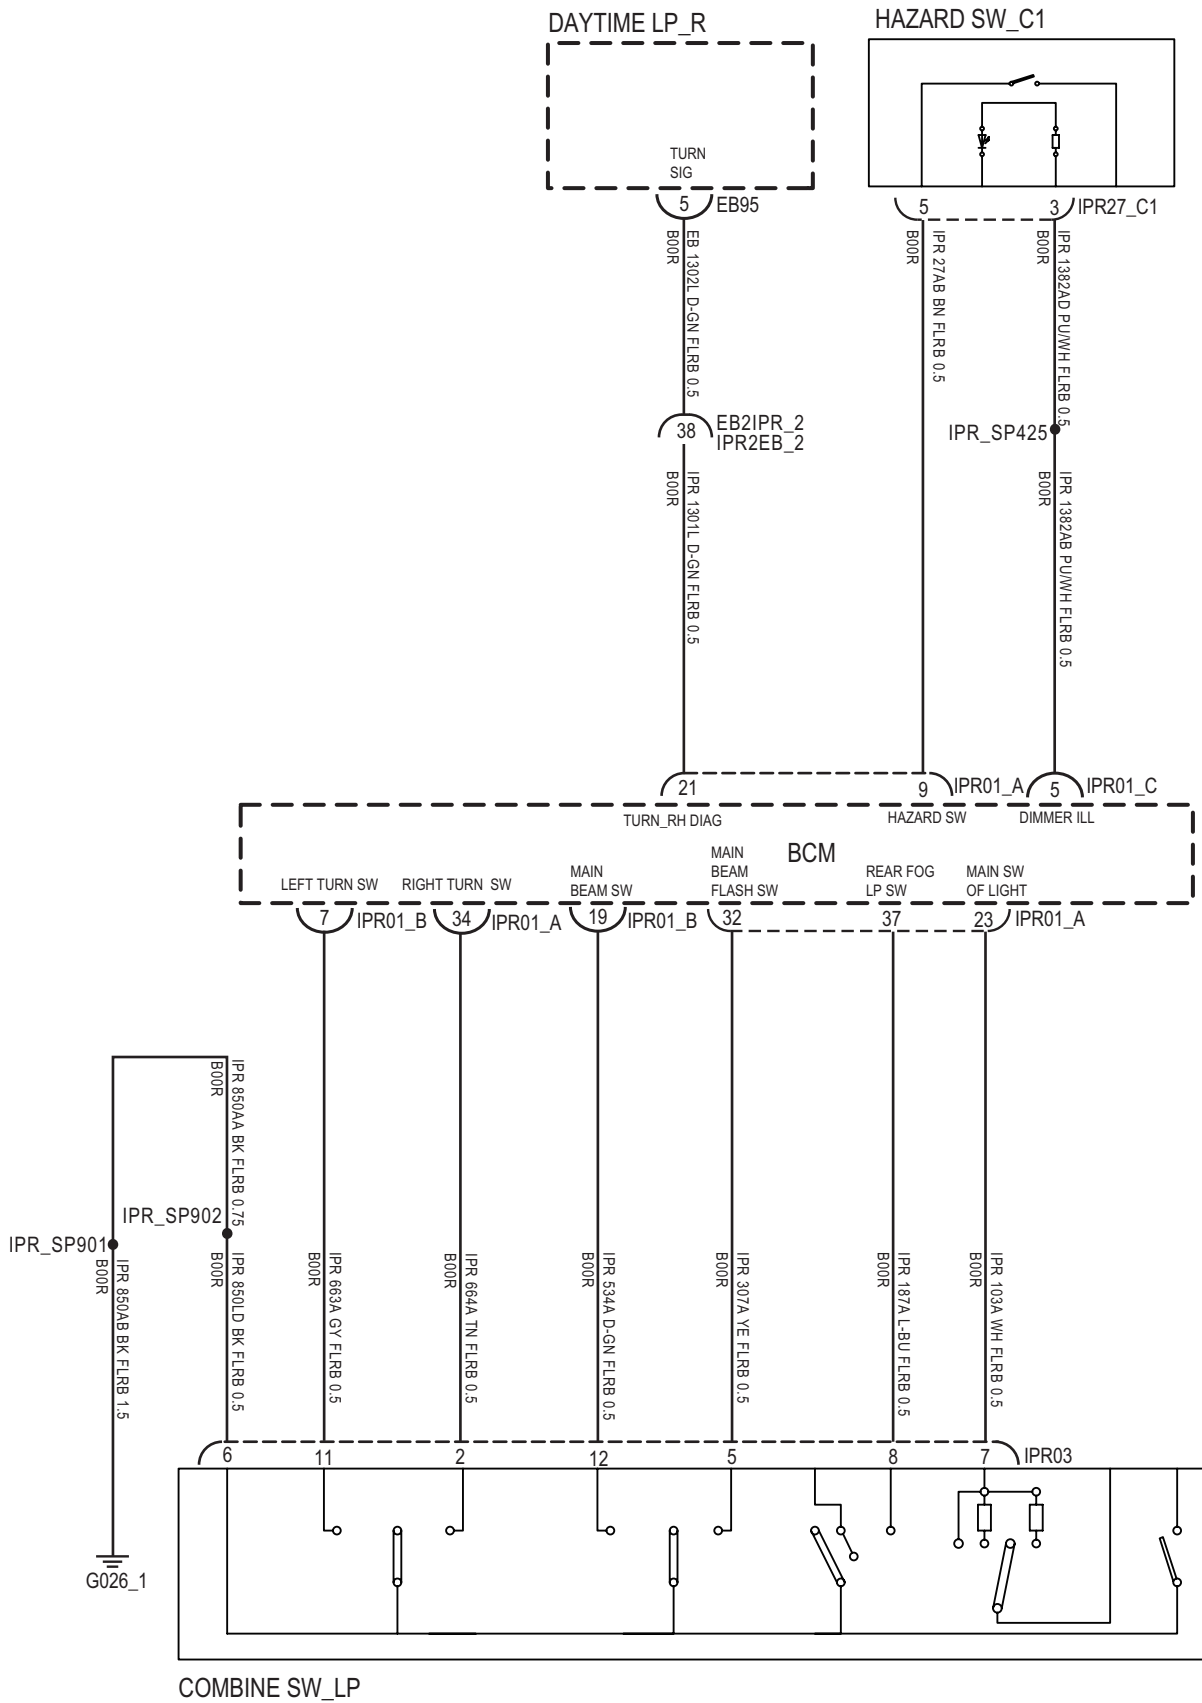 DAYTIME LP_R
HAZARD SW_C1
TURN
SIG
5
EB95
5
3
IPR27_C1
EB 1302L D-GN FLRB 0.5
B00R
IPR 27AB BN FLRB 0.5
B00R
IPR 1382AD PU/WH FLRB 0.5
B00R
38
EB2IPR_2
IPR2EB_2
IPR_SP425
IPR 1301L D-GN FLRB 0.5
B00R
IPR 1382AB PU/WH FLRB 0.5
B00R
21
9
IPR01_A
5
IPR01_C
TURN_RH DIAG
HAZARD SW
DIMMER ILL
BCM
LEFT TURN SW
RIGHT TURN SW
MAIN
BEAM SW
MAIN
BEAM
FLASH SW
REAR FOG
LP SW
MAIN SW
OF LIGHT
7
IPR01_B
34
IPR01_A
19
IPR01_B
32
37
23
IPR01_A
IPR 850AA BK FLRB 0.75
B00R
IPR_SP902
IPR_SP901
IPR 850AB BK FLRB 1.5
B00R
IPR 850LD BK FLRB 0.5
B00R
IPR 663A GY FLRB 0.5
B00R
IPR 664A TN FLRB 0.5
B00R
IPR 534A D-GN FLRB 0.5
B00R
IPR 307A YE FLRB 0.5
B00R
IPR 187A L-BU FLRB 0.5
B00R
IPR 103A WH FLRB 0.5
B00R
6
11
2
12
5
8
7
IPR03
G026_1
COMBINE SW_LP